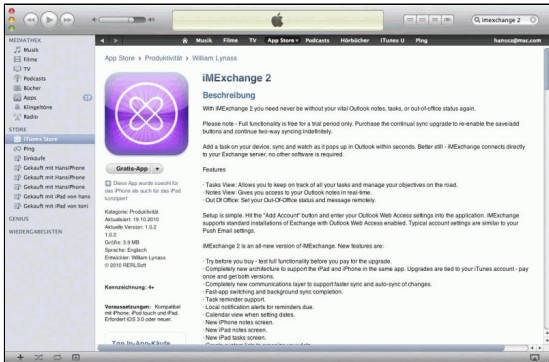 imexchange 2
MEDIATHEK
Musik
Filme
TV
Podcasts
Bücher
Apps
Klingeltöne
Radio
STORE
iTunes Store
Ping
Einkäufe
Gekauft mit HansiPhone
Gekauft mit HansiPhone
Gekauft mit HansiPhone
Gekauft mit iPad von hans
Gekauft mit iPad von toni
GENIUS
WIEDERGABELISTEN
Musik Filme TV App Store Podcasts Hörbücher iTunes U Ping
App Store Produktivität William Lynass
Gratis-App
Diese App wurde sowohl für
das iPhone als auch für das iPad
konzipiert
Kategorie: Produktivität
Aktualisiert: 19.10.2010
Aktuelle Version: 1.0.2
1.0.2
Größe: 3.9 MB
Sprache: Englisch
Entwickler: William Lynass
© 2010 RERLSoft
Kennzeichnung: 4+
Voraussetzungen: Kompatibel
mit iPhone, iPod touch und iPad.
Erfordert iOS 3.0 oder neuer.
Top In-App-Käufe
iMExchange 2
Beschreibung
With iMExchange 2 you need never be without your vital Outlook notes, tasks, or out-of-office status again.
Please note - Full functionality is free for a trial period only. Purchase the continual sync upgrade to re-enable the save/add
buttons and continue two-way syncing indefinitely.
Add a task on your device, sync and watch as it pops up in Outlook within seconds. Better still - iMExchange connects directly
to your Exchange server, no other software is required.
Features
· Tasks View: Allows you to keep on track of all your tasks and manage your objectives on the road.
· Notes View: Gives you access to your Outlook notes in real-time.
· Out Of Office: Set your Out-Of-Office status and message remotely.
Setup is simple. Hit the "Add Account" button and enter your Outlook Web Access settings into the application. iMExchange
supports standard installations of Exchange with Outlook Web Access enabled. Typical account settings are similar to your
Push Email settings.
iMExchange 2 is an all-new version of iMExchange. New features are:
· Try before you buy - test full functionality before you pay for the upgrade.
· Completely new architecture to support the iPad and iPhone in the same app. Upgrades are tied to your iTunes account - pay
once and get both versions.
· Completely new communications layer to support faster sync and auto-sync of changes.
· Fast-app switching and background sync completion.
· Task reminder support.
· Local notification alerts for reminders due.
· Calendar view when setting dates.
· New iPhone notes screen.
· New iPad notes screen.
· New iPad tasks screen.